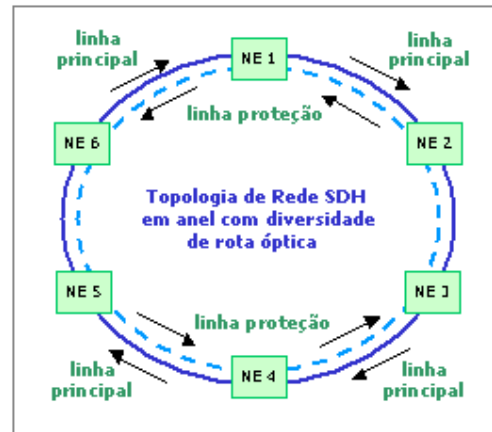 linha
principal
linha
principal
NE 1
linha proteção
NE 6
NE 2
Topologia de Rede SDH
em anel com diversidade
de rota óptica
NE 5
NE 3
linha proteção
NE 4
linha
principal
linha
principal